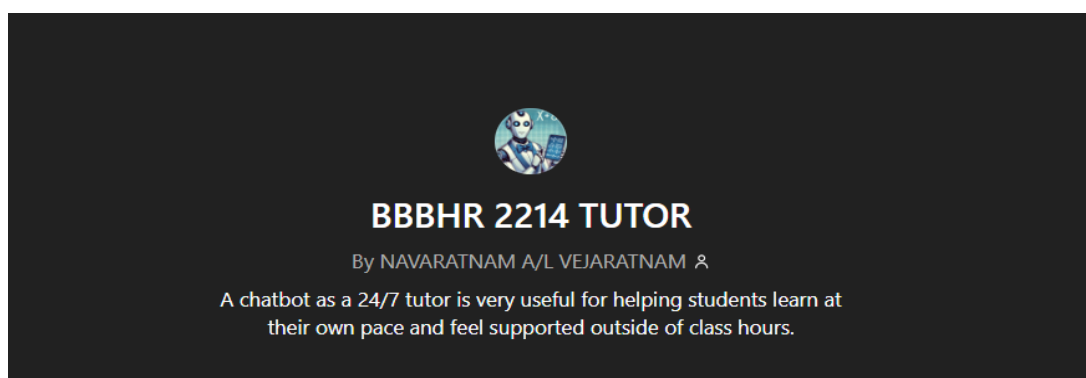 BBBHR 2214 TUTOR
By NAVARATNAM A/L VEJARATNAM
A chatbot as a 24/7 tutor is very useful for helping students learn at
their own pace and feel supported outside of class hours.